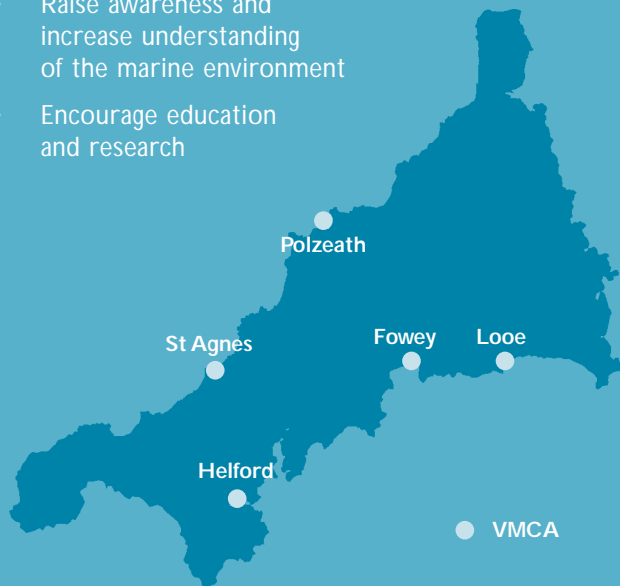 Raise awareness and
increase understanding
of the marine environment
Encourage education
and research
Polzeath
St Agnes
Fowey
Looe
Helford
VMCA